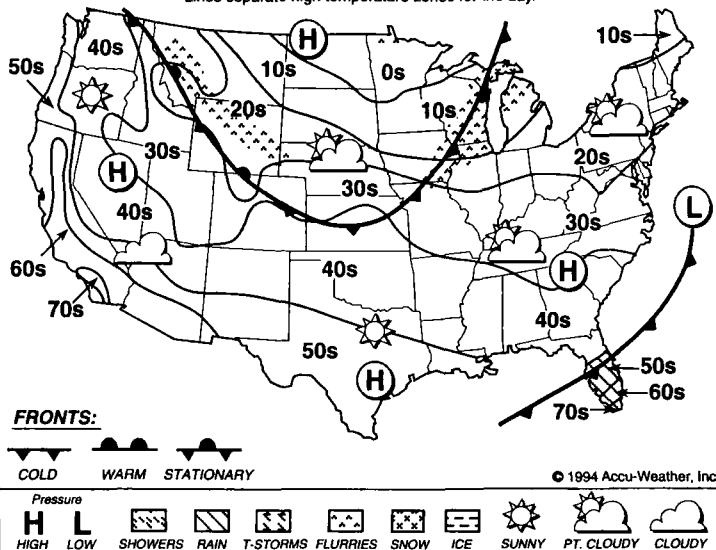 Lines separate high temperature zones for the day.
40s
H
10s
0s
10s
50s
20s
10s
30s
H
20s
30s
40s
L
30s
60s
40s
H
70s
40s
50s
H
50s
60s
70s
FRONTS:
COLD WARM STATIONARY
© 1994 Accu-Weather, Inc
Pressure
H L
HIGH LOW SHOWERS RAIN T-STORMS FLURRIES SNOW ICE SUNNY PT. CLOUDY CLOUDY